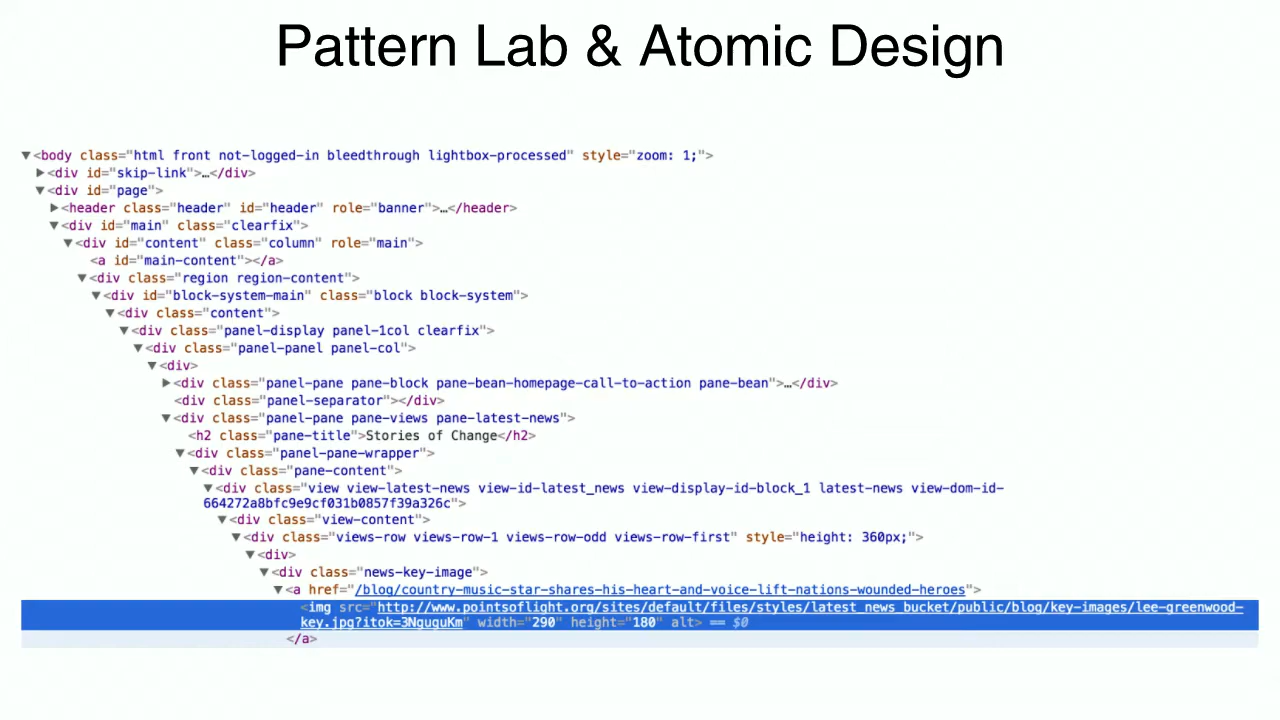 Pattern Lab & Atomic Design
▼<body class="html front not-logged-in bleedthrough lightbox-processed" style="zoom: 1;">
▶<div id="skip-link">…</div>
▼<div id="page">
▶<header class="header" id="header" role="banner">…</header>
▼<div id="main" class="clearfix">
▼<div id="content" class="column" role="main">
<a id="main-content"></a>
▼<div class="region region-content">
▼<div id="block-system-main" class="block block-system">
▼<div class="content">
▼<div class="panel-display panel-1col clearfix">
▼<div class="panel-panel panel-col">
▼<div>
▶<div class="panel-pane pane-block pane-bean-homepage-call-to-action pane-bean">…</div>
<div class="panel-separator"></div>
▼<div class="panel-pane pane-views pane-latest-news">
<h2 class="pane-title">Stories of Change</h2>
▼<div class="panel-pane-wrapper">
▼<div class="pane-content">
▼<div class="view view-latest-news view-id-latest_news view-display-id-block_1 latest-news view-dom-id-
664272a8bfc9e9cf031b0857f39a326c">
▼<div class="view-content">
▼<div class="views-row views-row-1 views-row-odd views-row-first" style="height: 360px;">
▼<div>
▼<div class="news-key-image">
▼<a href="/blog/country-music-star-shares-his-heart-and-voice-lift-nations-wounded-heroes">
<img src="http://www.pointsoflight.org/sites/default/files/styles/latest_news_bucket/public/blog/key-images/lee-greenwood-
key.jpg?itok=3NguguKm" width="290" height="180" alt> == $0
</a>